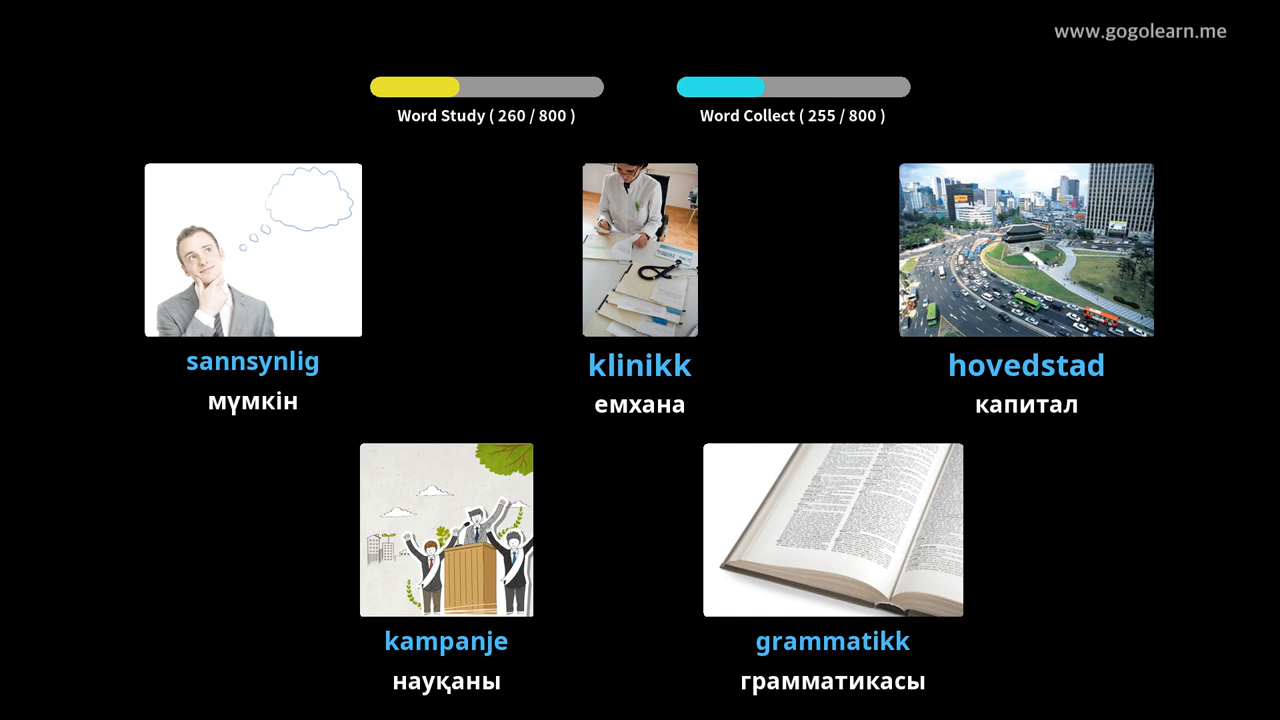 www.gogolearn.me
Word Study ( 260 / 800 )
Word Collect ( 255 / 800 )
sannsynlig
мүмкін
klinikk
емхана
hovedstad
капитал
kampanje
науқаны
grammatikk
грамматикасы